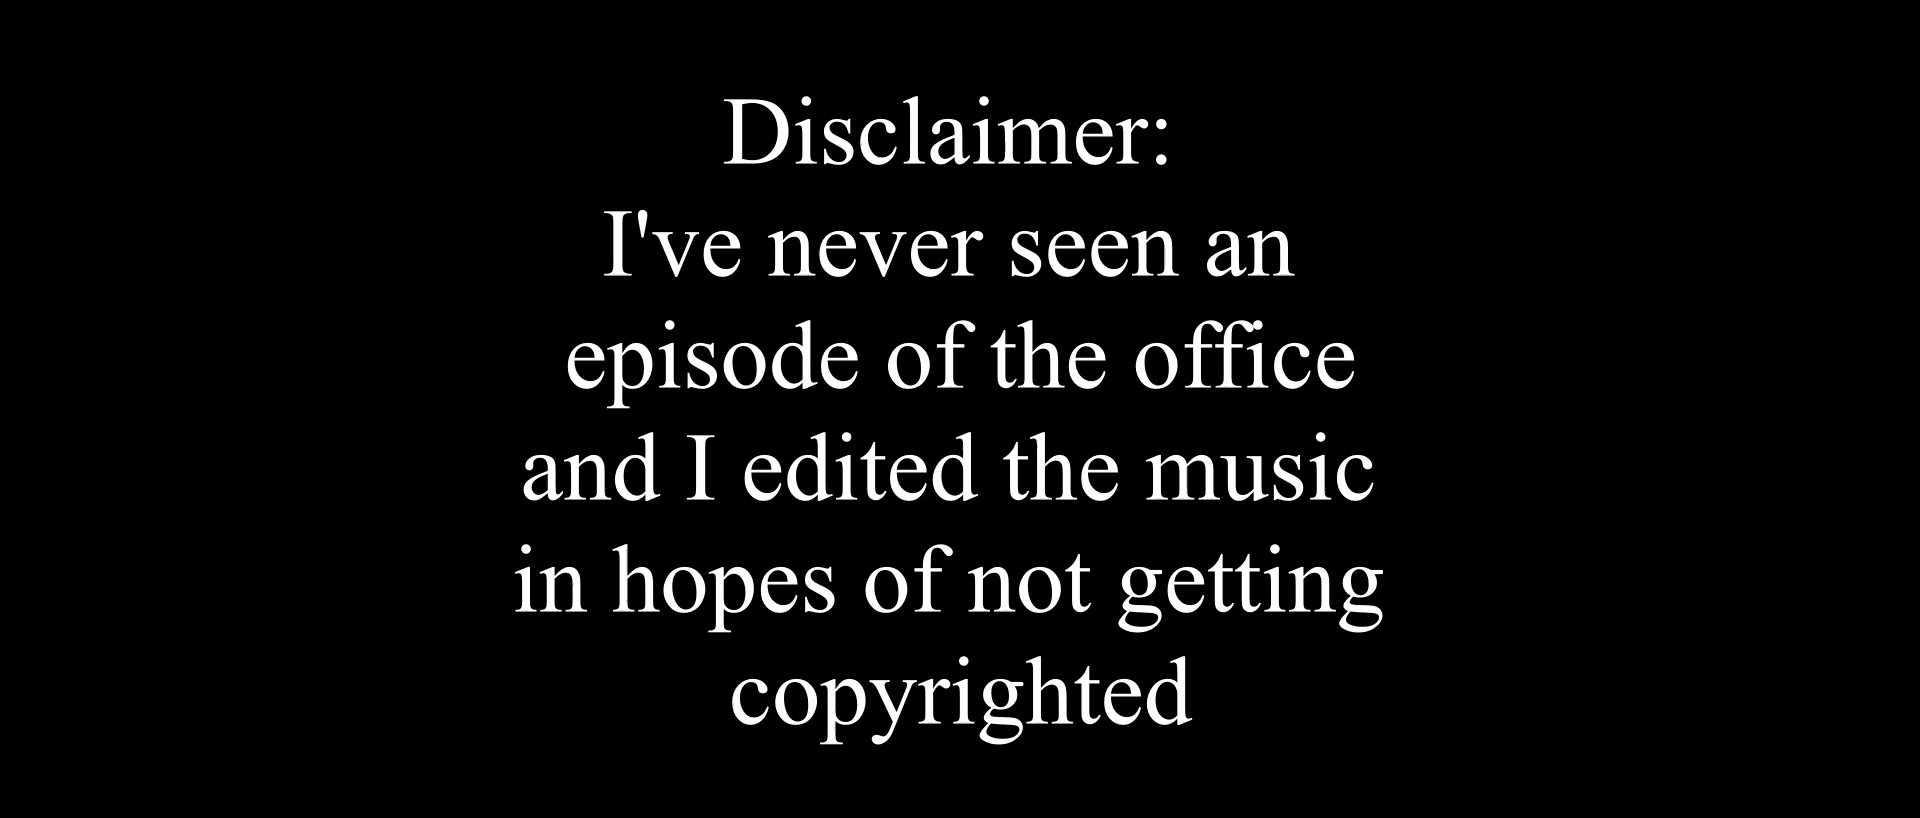 Disclaimer:
I've never seen an
episode of the office
and I edited the music
in hopes of not getting
copyrighted